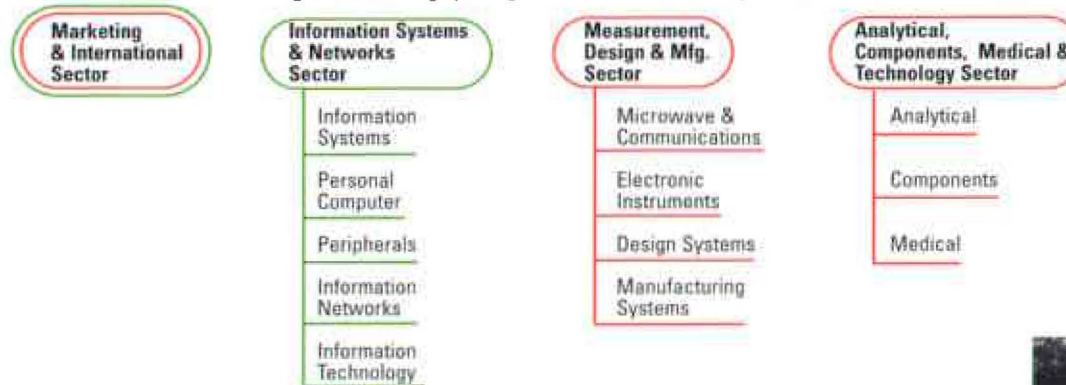 Marketing
& International
Sector
Information Systems
& Networks
Sector
Information
Systems
Personal
Computer
Peripherals
Information
Networks
Information
Technology
Measurement,
Design & Mfg.
Sector
Microwave &
Communications
Electronic
Instruments
Design Systems
Manufacturing
Systems
Analytical,
Components, Medical &
Technology Sector
Analytical
Components
Medical